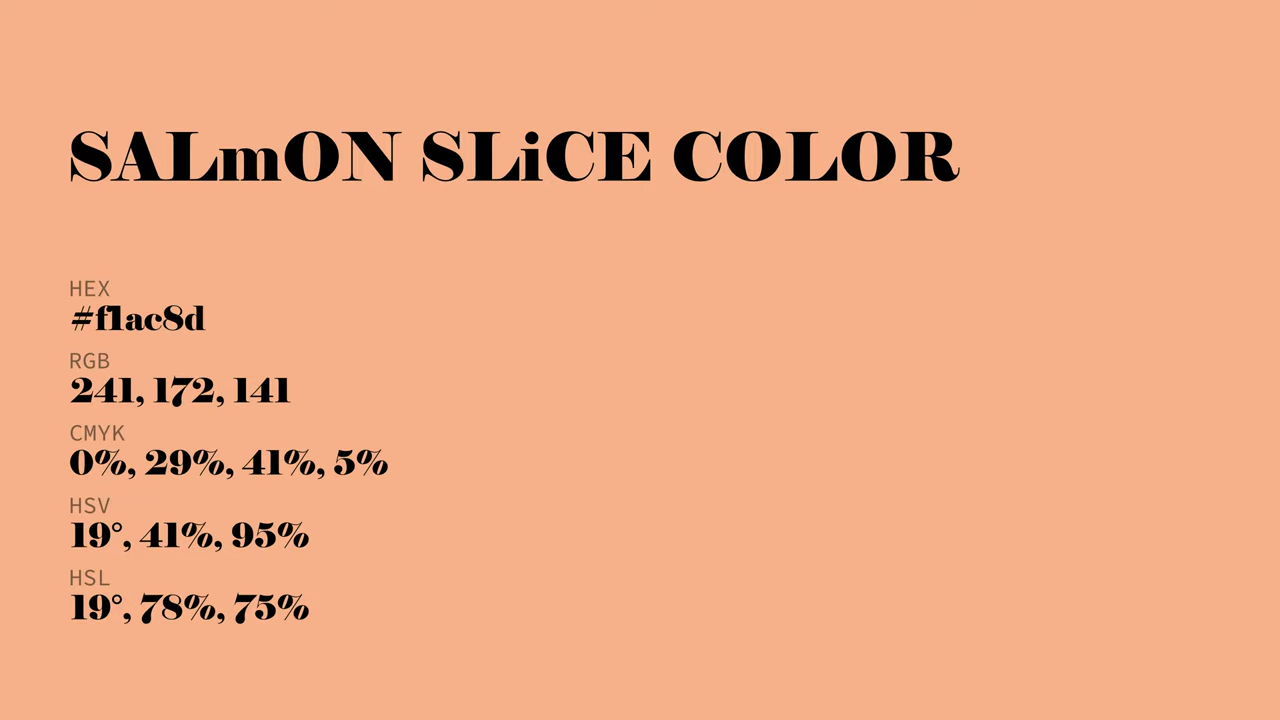 SALmON SLiCE COLOR
HEX
#f1ac8d
RGB
241, 172, 141
CMYK
0%, 29%, 41%, 5%
HSV
19°, 41%, 95%
HSL
19°, 78%, 75%